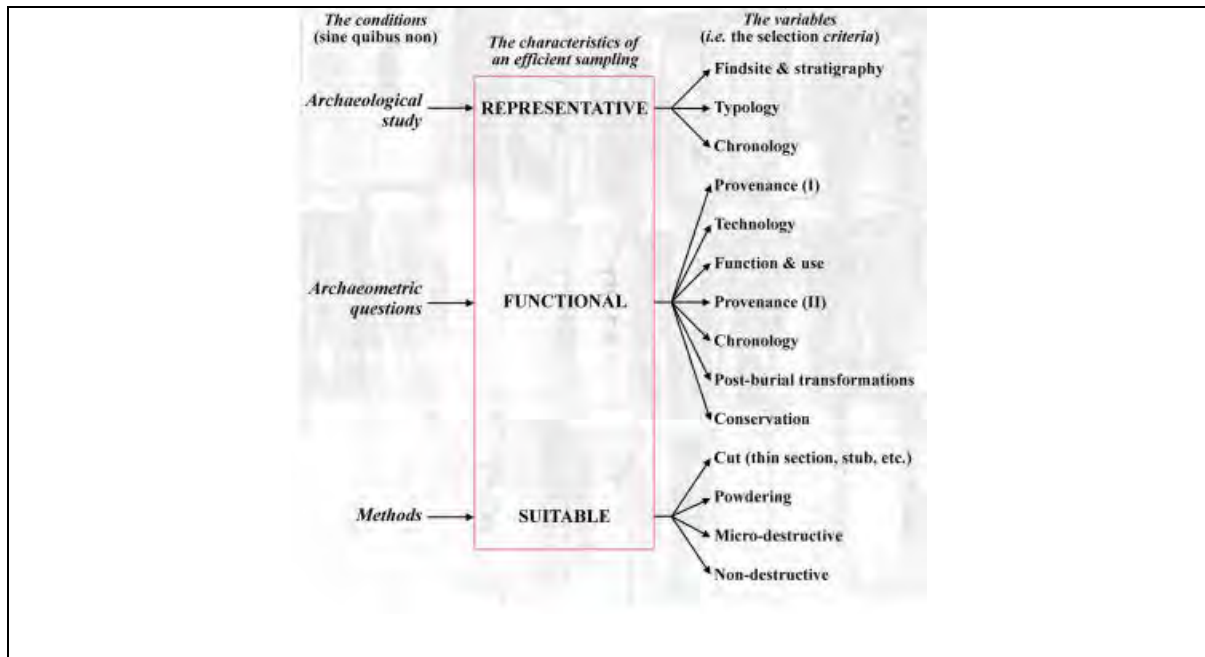 The conditions
(sine quibus non)
The characteristics of
an efficient sampling
The variables
(i.e. the selection criteria)
Archaeological
study
REPRESENTATIVE
Findsite & stratigraphy
Typology
Chronology
Archaeometric
questions
FUNCTIONAL
Provenance (I)
Technology
Function & use
Provenance (II)
Chronology
Post-burial transformations
Conservation
Methods
SUITABLE
Cut (thin section, stub, etc.)
Powdering
Micro-destructive
Non-destructive